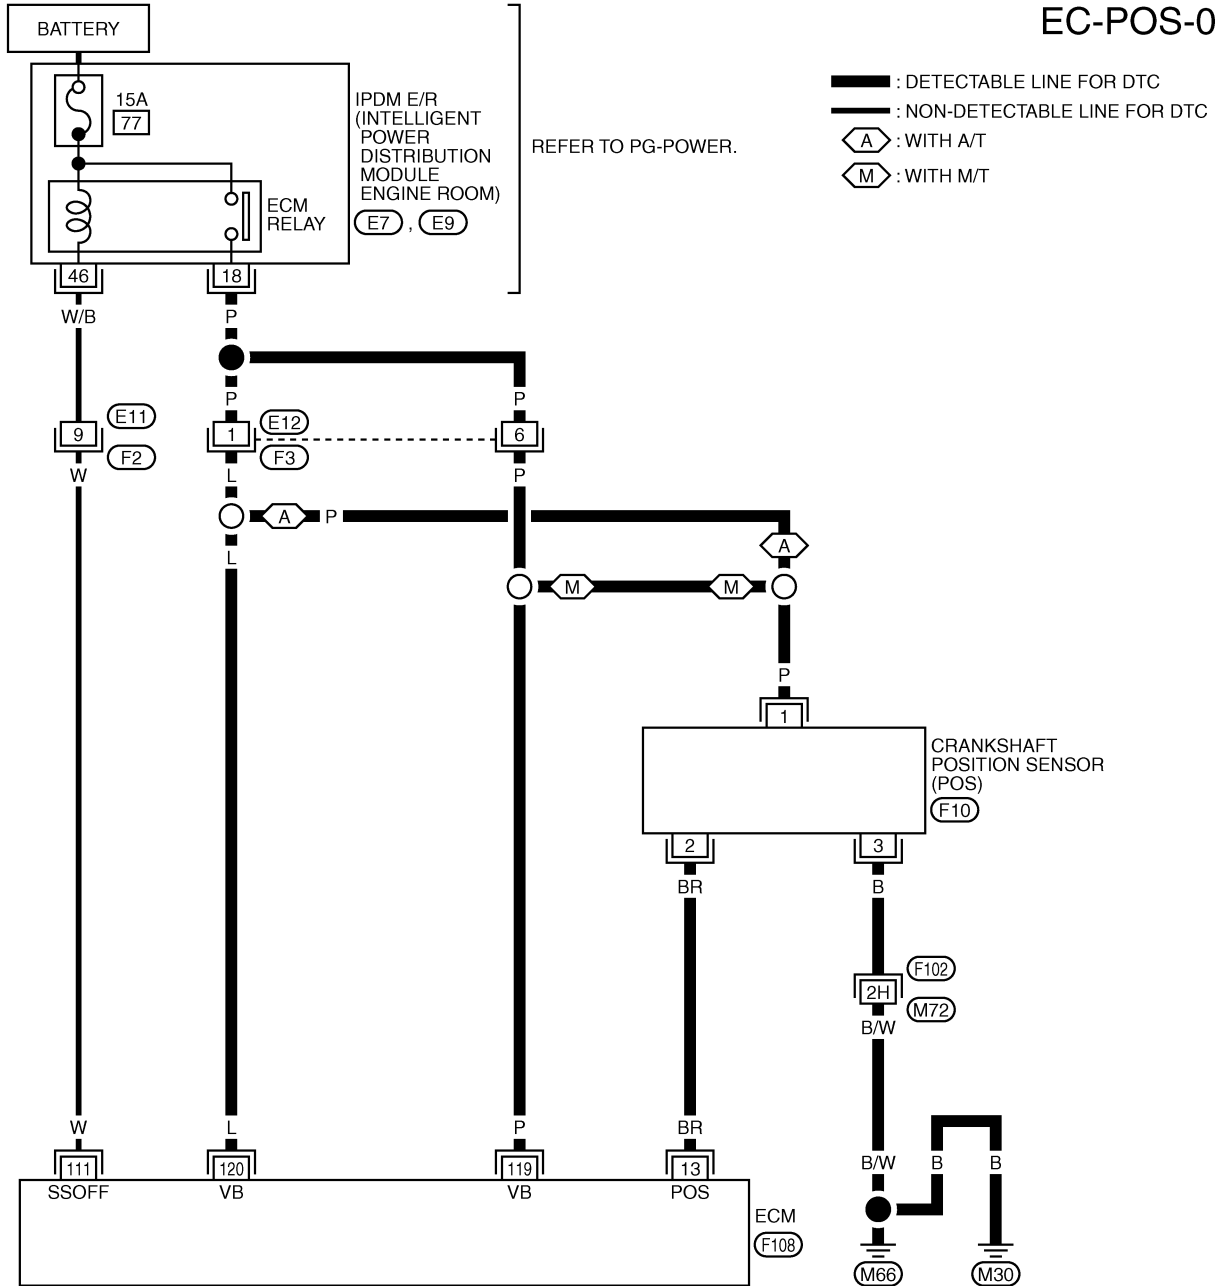 EC-POS-0
BATTERY
: DETECTABLE LINE FOR DTC
: NON-DETECTABLE LINE FOR DTC
A : WITH A/T
M : WITH M/T
15A
77
IPDM E/R
(INTELLIGENT
POWER
DISTRIBUTION
MODULE
ENGINE ROOM)
E7 , E9
REFER TO PG-POWER.
ECM
RELAY
46 18
W/B P
P P
9 E11 F2
1 E12 F3
6
W L P
A P
A
L
M M
P
1
CRANKSHAFT
POSITION SENSOR
(POS)
F10
2 3
BR B
2H F102 M72
B/W
W L P BR B/W B B
111 120 119 13
SSOFF VB VB POS
ECM
F108
M66 M30